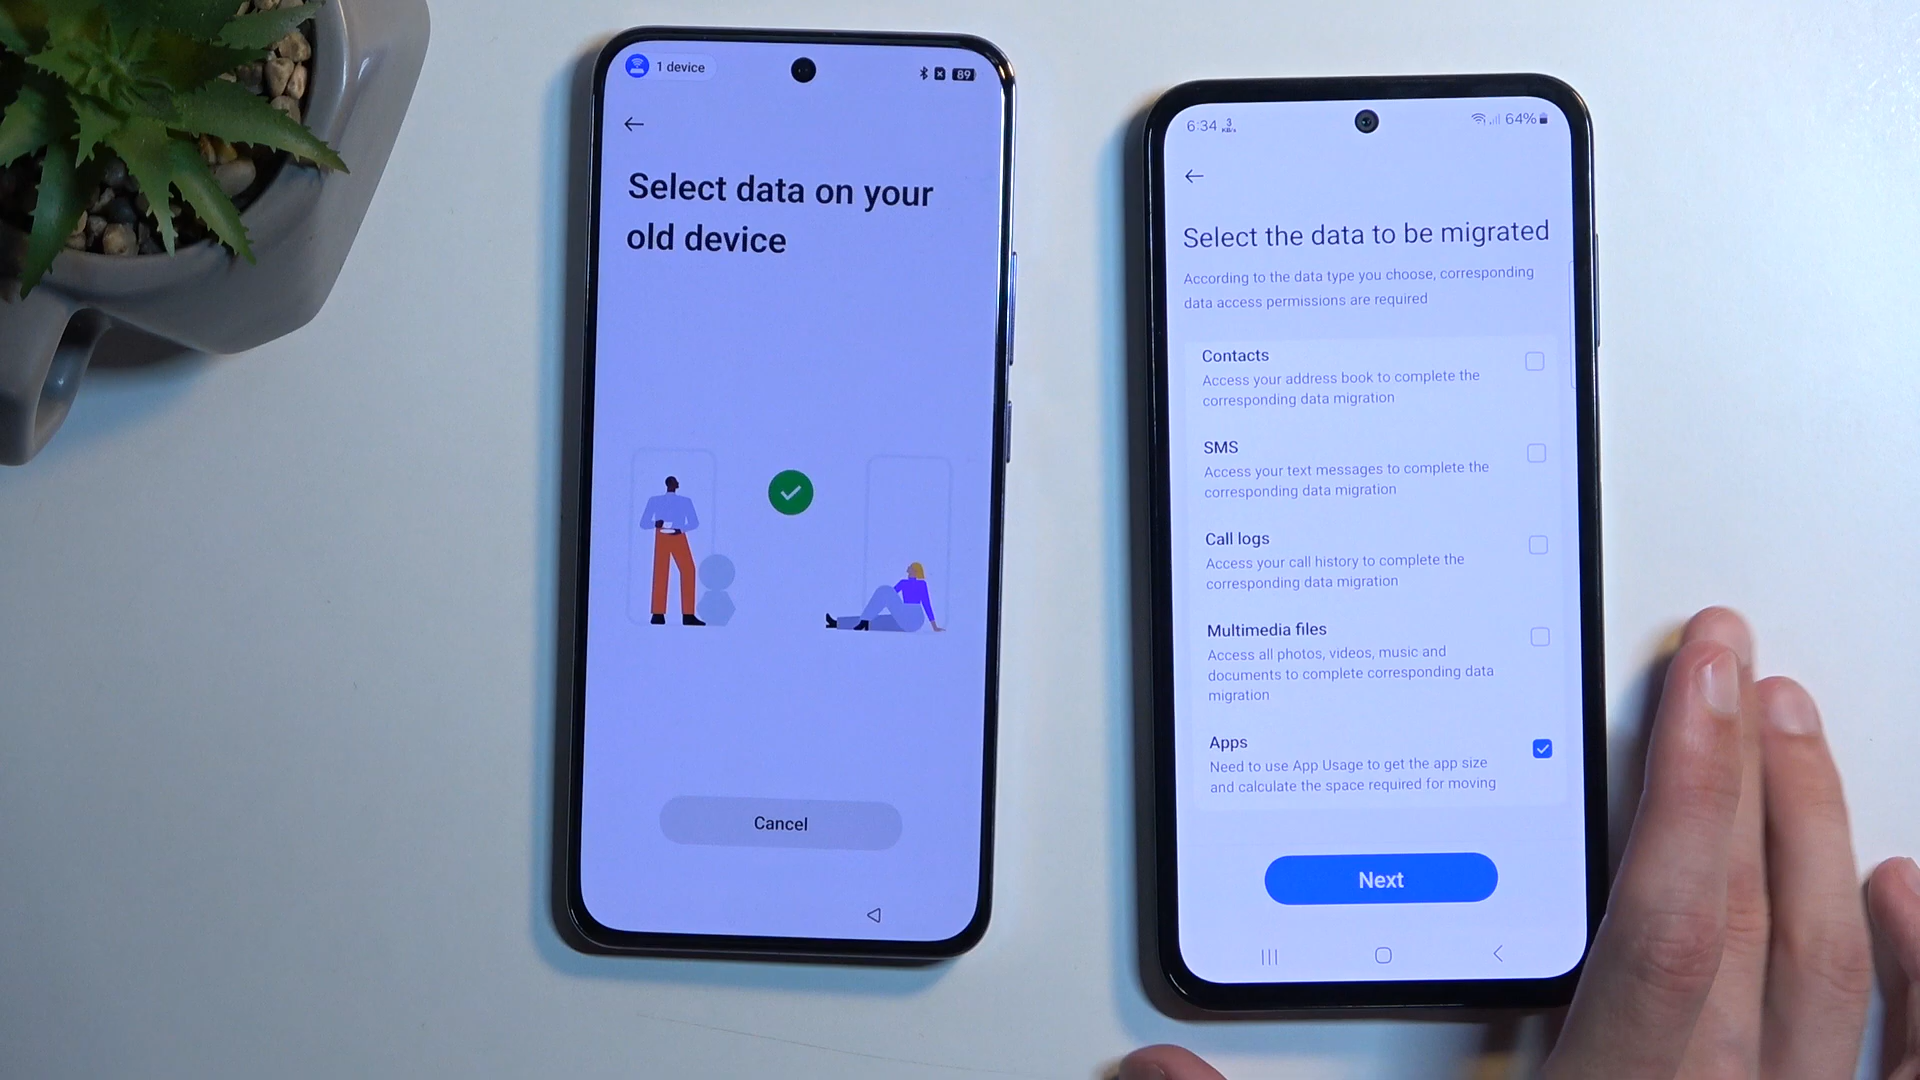 1 device
89
Select data on your
old device
Cancel
6:34 3
KB/s
64%
Select the data to be migrated
According to the data type you choose, corresponding
data access permissions are required
Contacts
Access your address book to complete the
corresponding data migration
SMS
Access your text messages to complete the
corresponding data migration
Call logs
Access your call history to complete the
corresponding data migration
Multimedia files
Access all photos, videos, music and
documents to complete corresponding data
migration
Apps
Need to use App Usage to get the app size
and calculate the space required for moving
Next